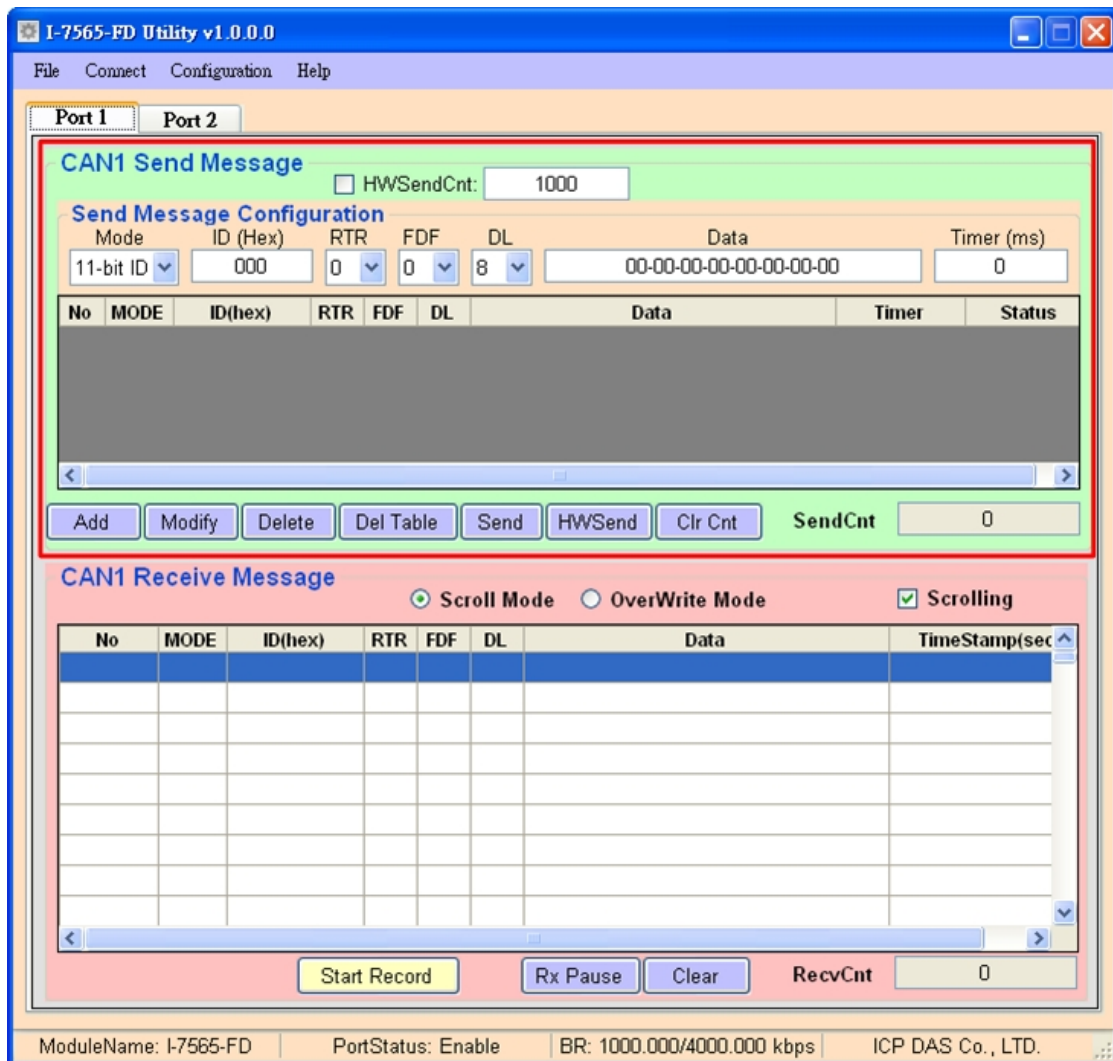 I-7565-FD Utility v1.0.0.0
File Connect Configuration Help
Port 1 Port 2
CAN1 Send Message
HWSendCnt: 1000
Send Message Configuration
Mode ID (Hex) RTR FDF DL Data Timer (ms)
11-bit ID 000 0 0 8 00-00-00-00-00-00-00-00 0
No MODE ID(hex) RTR FDF DL Data Timer Status
Add Modify Delete Del Table Send HWSend Clr Cnt SendCnt 0
CAN1 Receive Message
Scroll Mode OverWrite Mode Scrolling
No MODE ID(hex) RTR FDF DL Data TimeStamp(sec
Start Record Rx Pause Clear RecvCnt 0
ModuleName: I-7565-FD PortStatus: Enable BR: 1000.000/4000.000 kbps ICP DAS Co., LTD.